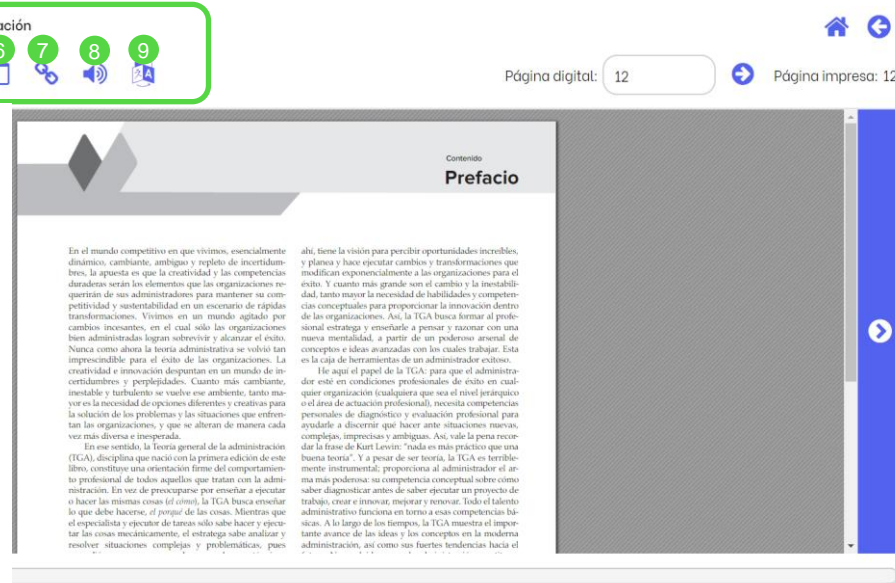 ación
6 7 8 9
Página digital: 12 Página impresa: 12
Contenido
Prefacio
En el mundo competitivo en que vivimos, esencialmente
dinámico, cambiante, ambiguo y repleto de incertidum-
bres, la apuesta es que la creatividad y las competencias
duraderas serán los elementos que las organizaciones re-
querirán de sus administradores para mantener su com-
petitividad y sustentabilidad en un escenario de rápidas
transformaciones. Vivimos en un mundo agitado por
cambios incesantes, en el cual sólo las organizaciones
bien administradas logran sobrevivir y alcanzar el éxito.
Nunca como ahora la teoría administrativa se volvió tan
imprescindible para el éxito de las organizaciones. La
creatividad e innovación despuntan en un mundo de in-
certidumbres y perplejidades. Cuanto más cambiante,
inestable y turbulento se vuelve ese ambiente, tanto ma-
yor es la necesidad de opciones diferentes y creativas para
la solución de los problemas y las situaciones que enfren-
tan las organizaciones, y que se alteran de manera cada
vez más diversa e inesperada.
En ese sentido, la Teoría general de la administración
(TGA), disciplina que nació con la primera edición de este
libro, constituye una orientación firme del comportamien-
to profesional de todos aquellos que tratan con la admi-
nistración. En vez de preocuparse por enseñar a ejecutar
o hacer las mismas cosas (el cómo), la TGA busca enseñar
lo que debe hacerse, el porqué de las cosas. Mientras que
el especialista y ejecutor de tareas sólo sabe hacer y ejecu-
tar las cosas mecánicamente, el estratega sabe analizar y
resolver situaciones complejas y problemáticas, pues
ahí, tiene la visión para percibir oportunidades increíbles,
y planea y hace ejecutar cambios y transformaciones que
modifican exponencialmente a las organizaciones para el
éxito. Y cuanto más grande son el cambio y la inestabili-
dad, tanto mayor la necesidad de habilidades y competen-
cias conceptuales para proporcionar la innovación dentro
de las organizaciones. Así, la TGA busca formar al profe-
sional estratega y enseñarle a pensar y razonar con una
nueva mentalidad, a partir de un poderoso arsenal de
conceptos e ideas avanzadas con los cuales trabajar. Esta
es la caja de herramientas de un administrador exitoso.
He aquí el papel de la TGA: para que el administra-
dor esté en condiciones profesionales de éxito en cual-
quier organización (cualquiera que sea el nivel jerárquico
o el área de actuación profesional), necesita competencias
personales de diagnóstico y evaluación profesional para
ayudarle a discernir qué hacer ante situaciones nuevas,
complejas, imprecisas y ambiguas. Así, vale la pena recor-
dar la frase de Kurt Lewin: "nada es más práctico que una
buena teoría". Y a pesar de ser teoría, la TGA es terrible-
mente instrumental; proporciona al administrador el ar-
ma más poderosa: su competencia conceptual sobre cómo
saber diagnosticar antes de saber ejecutar un proyecto de
trabajo, crear e innovar, mejorar y renovar. Todo el talento
administrativo funciona en torno a esas competencias bá-
sicas. A lo largo de los tiempos, la TGA muestra el impor-
tante avance de las ideas y los conceptos en la moderna
administración, así como sus fuertes tendencias hacia el